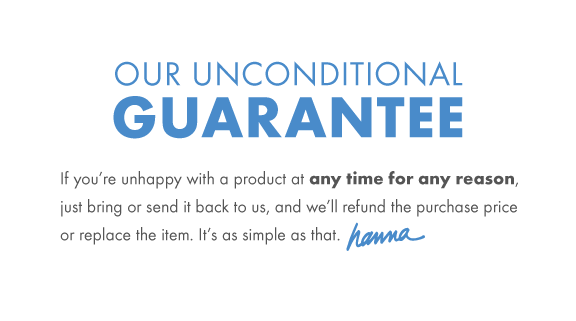 OUR UNCONDITIONAL
GUARANTEE
If you’re unhappy with a product at any time for any reason,
just bring or send it back to us, and we’ll refund the purchase price
or replace the item. It’s as simple as that. hanna